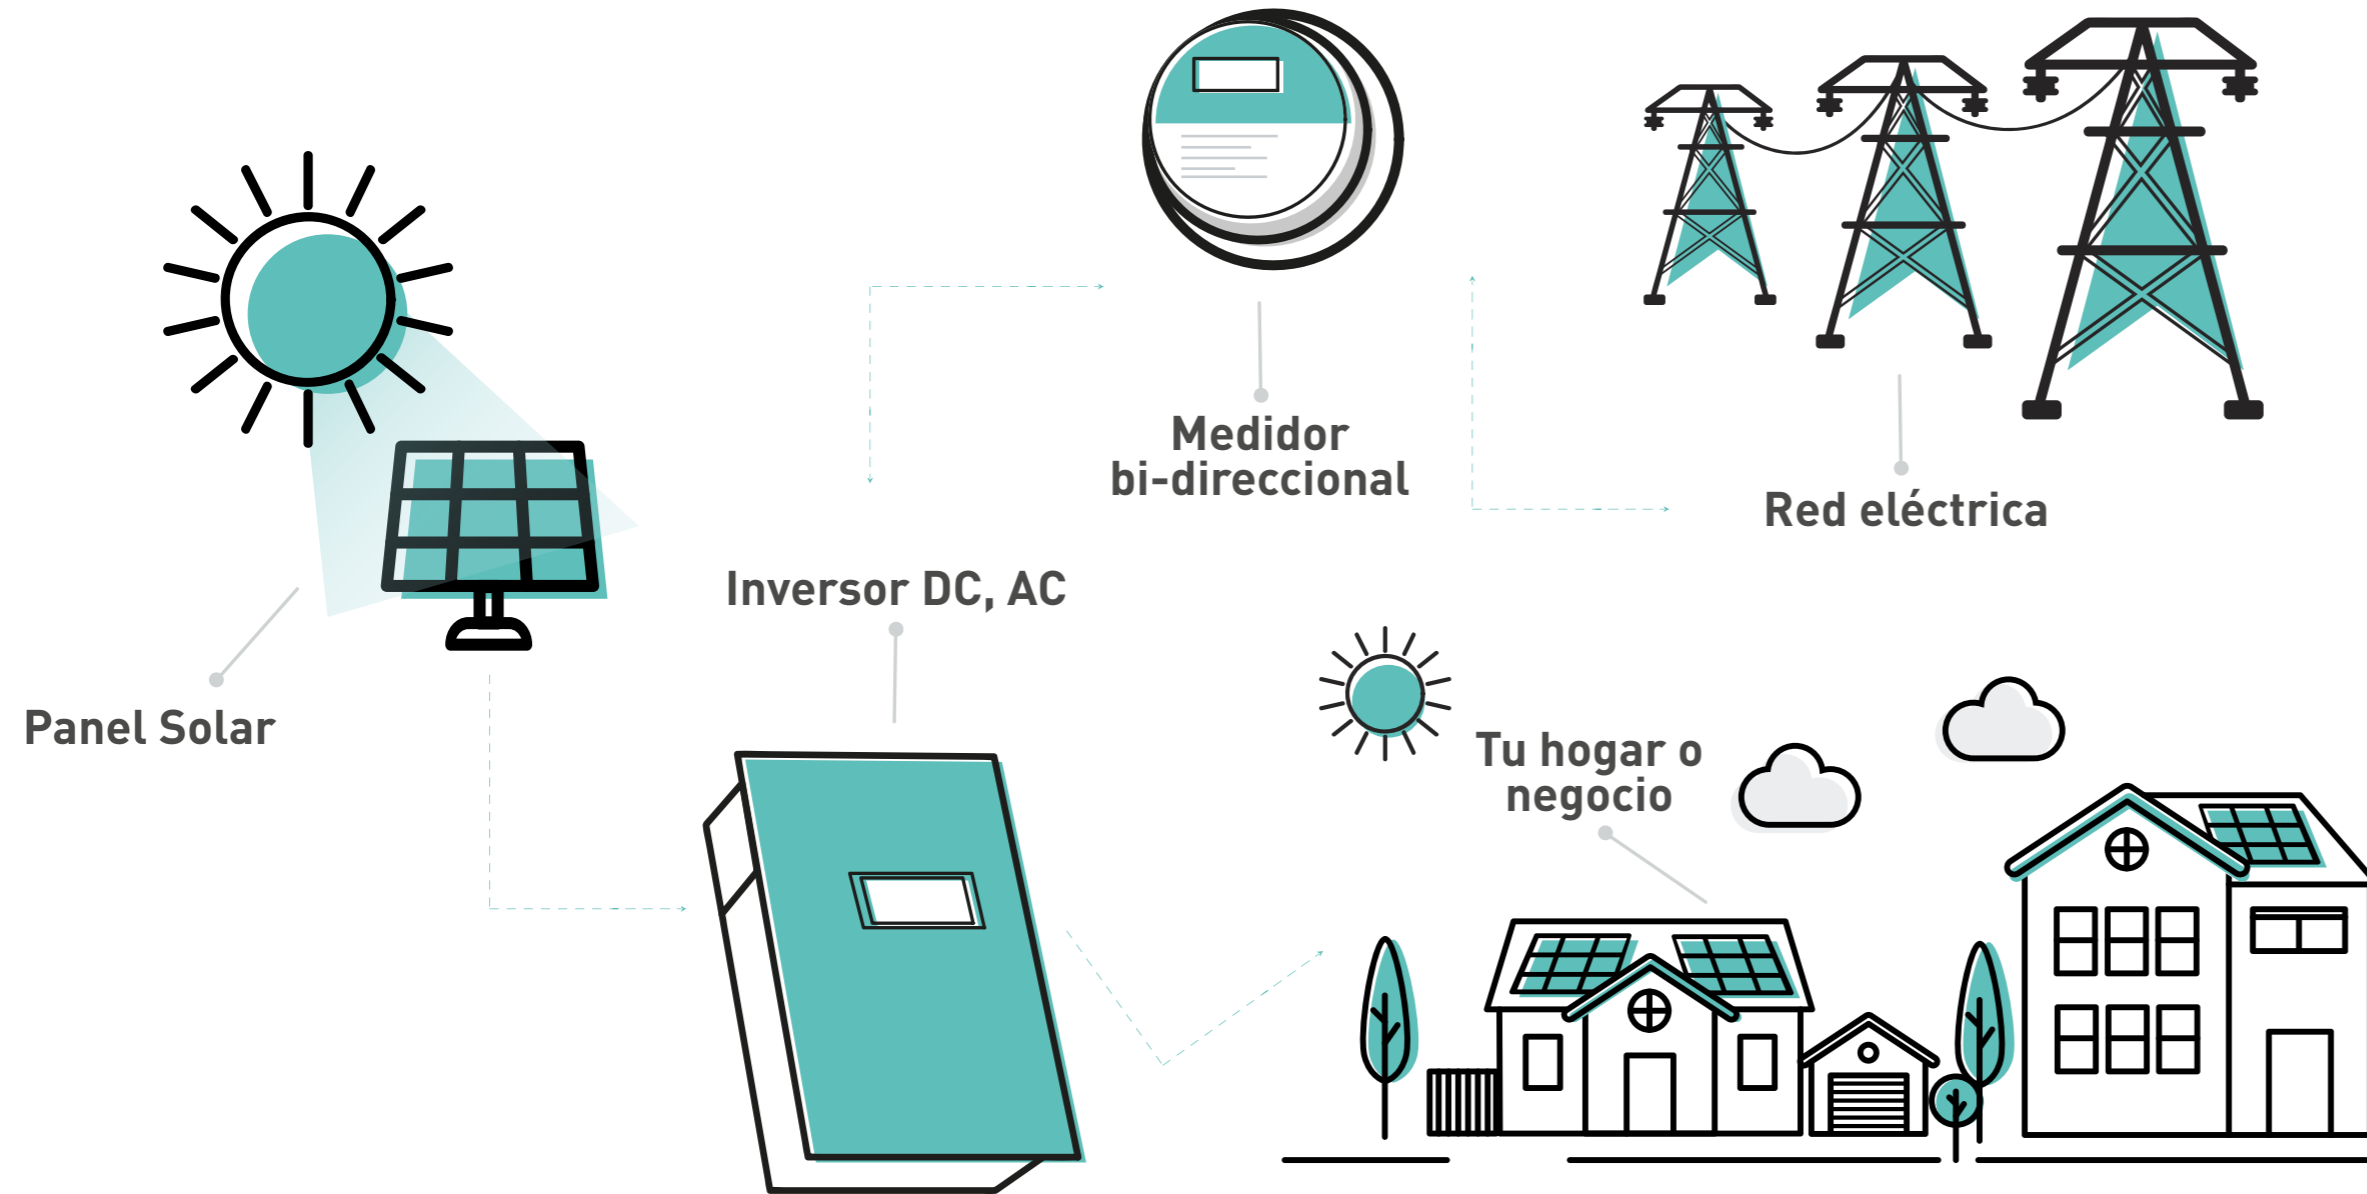 Medidor
bi-direccional
Red eléctrica
Inversor DC, AC
Panel Solar
Tu hogar o
negocio